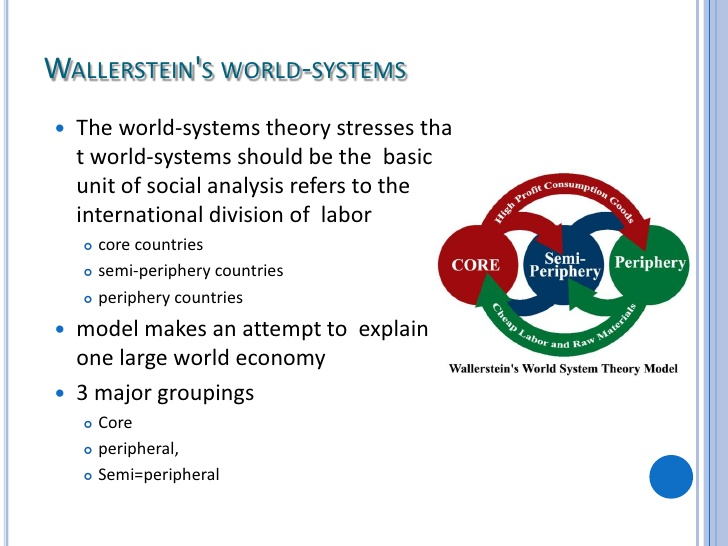 WALLERSTEIN'S WORLD-SYSTEMS
The world-systems theory stresses tha
t world-systems should be the basic
unit of social analysis refers to the
international division of labor
core countries
semi-periphery countries
periphery countries
model makes an attempt to explain
one large world economy
3 major groupings
Core
peripheral,
Semi=peripheral
High Profit Consumption Goods
CORE
Semi-
Periphery
Periphery
Cheap Labor and Raw Materials
Wallerstein's World System Theory Model